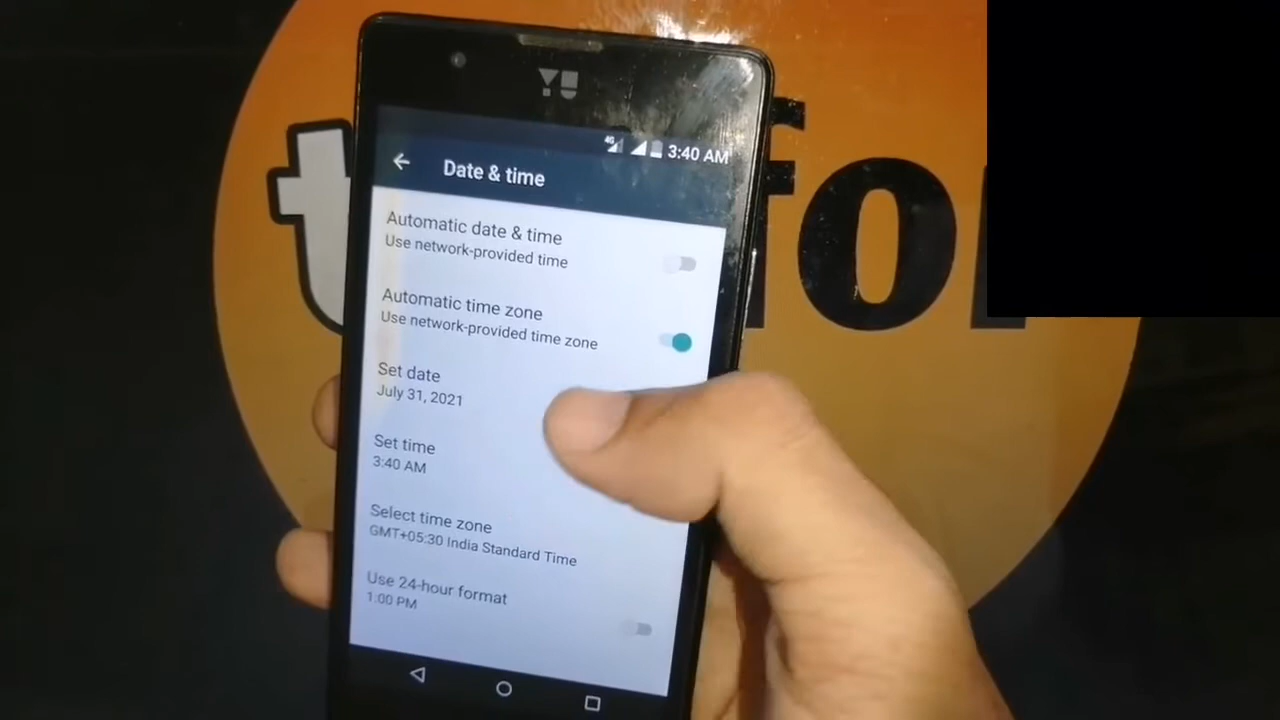 YU
4G 3:40 AM
Date & time
Automatic date & time
Use network-provided time
Automatic time zone
Use network-provided time zone
Set date
July 31, 2021
Set time
3:40 AM
Select time zone
GMT+05:30 India Standard Time
Use 24-hour format
1:00 PM